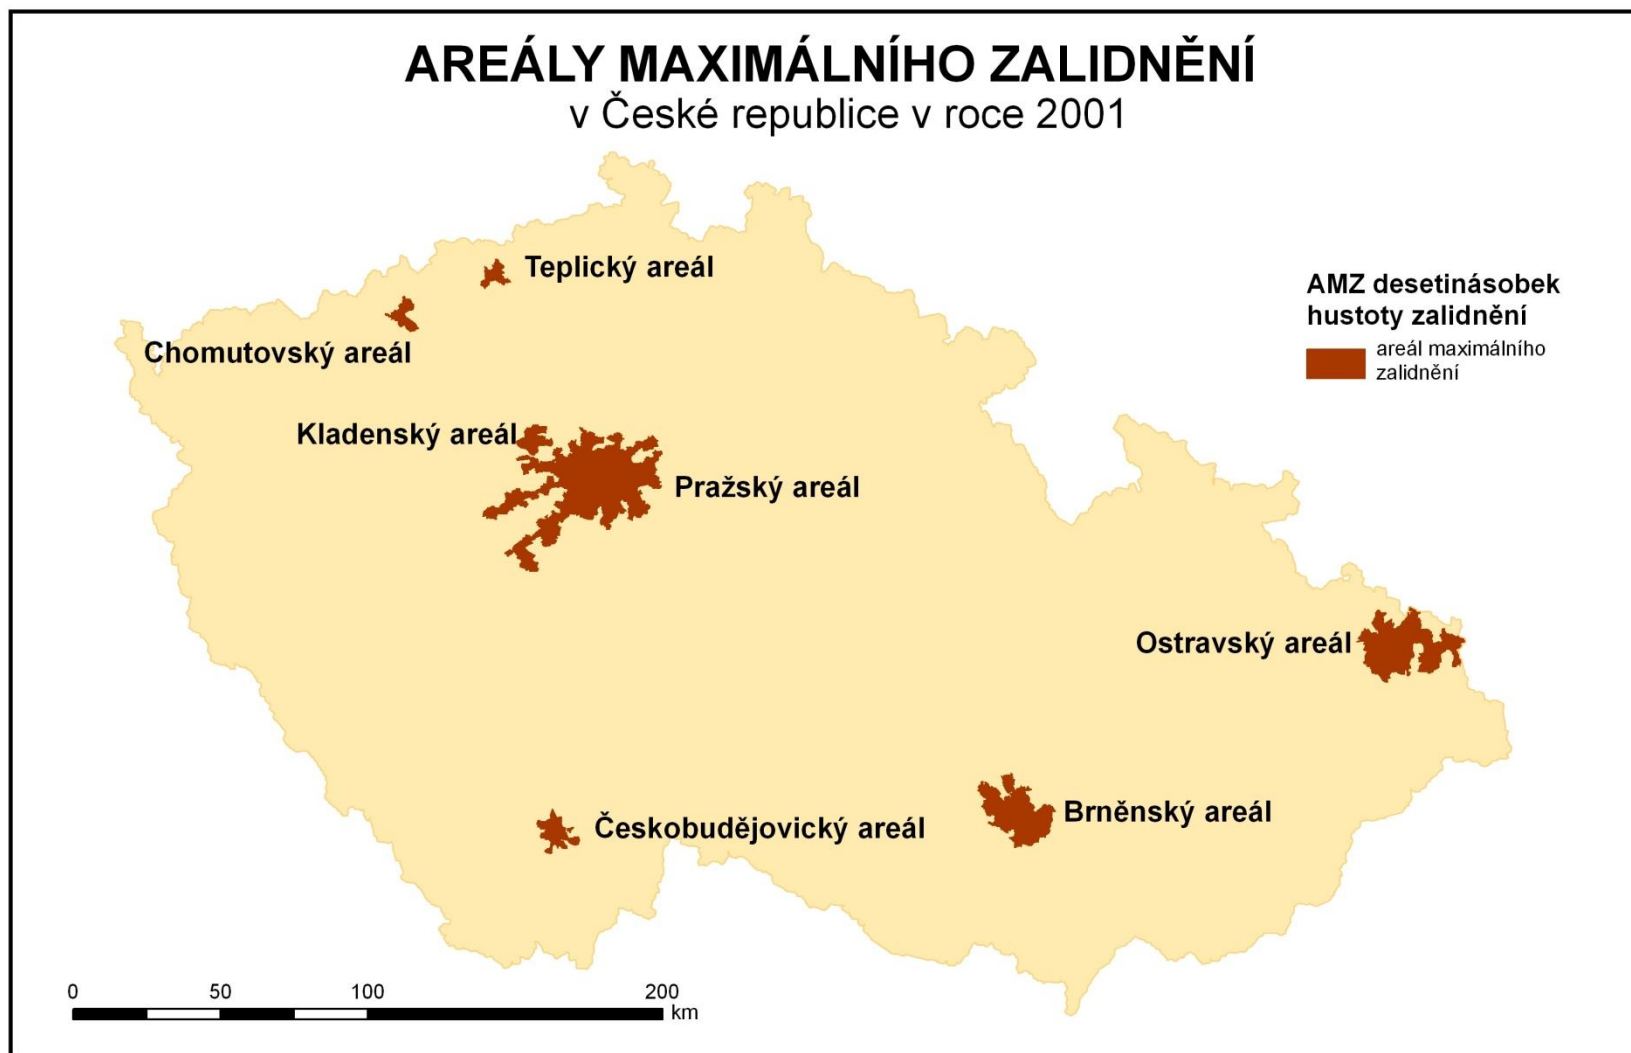 AREÁLY MAXIMÁLNÍHO ZALIDNĚNÍ
v České republice v roce 2001
Teplický areál
AMZ desetinásobek
hustoty zalidnění
areál maximálního
zalidnění
Chomutovský areál
Kladenský areál
Pražský areál
Ostravský areál
Brněnský areál
Českobudějovický areál
0 50 100 200
km